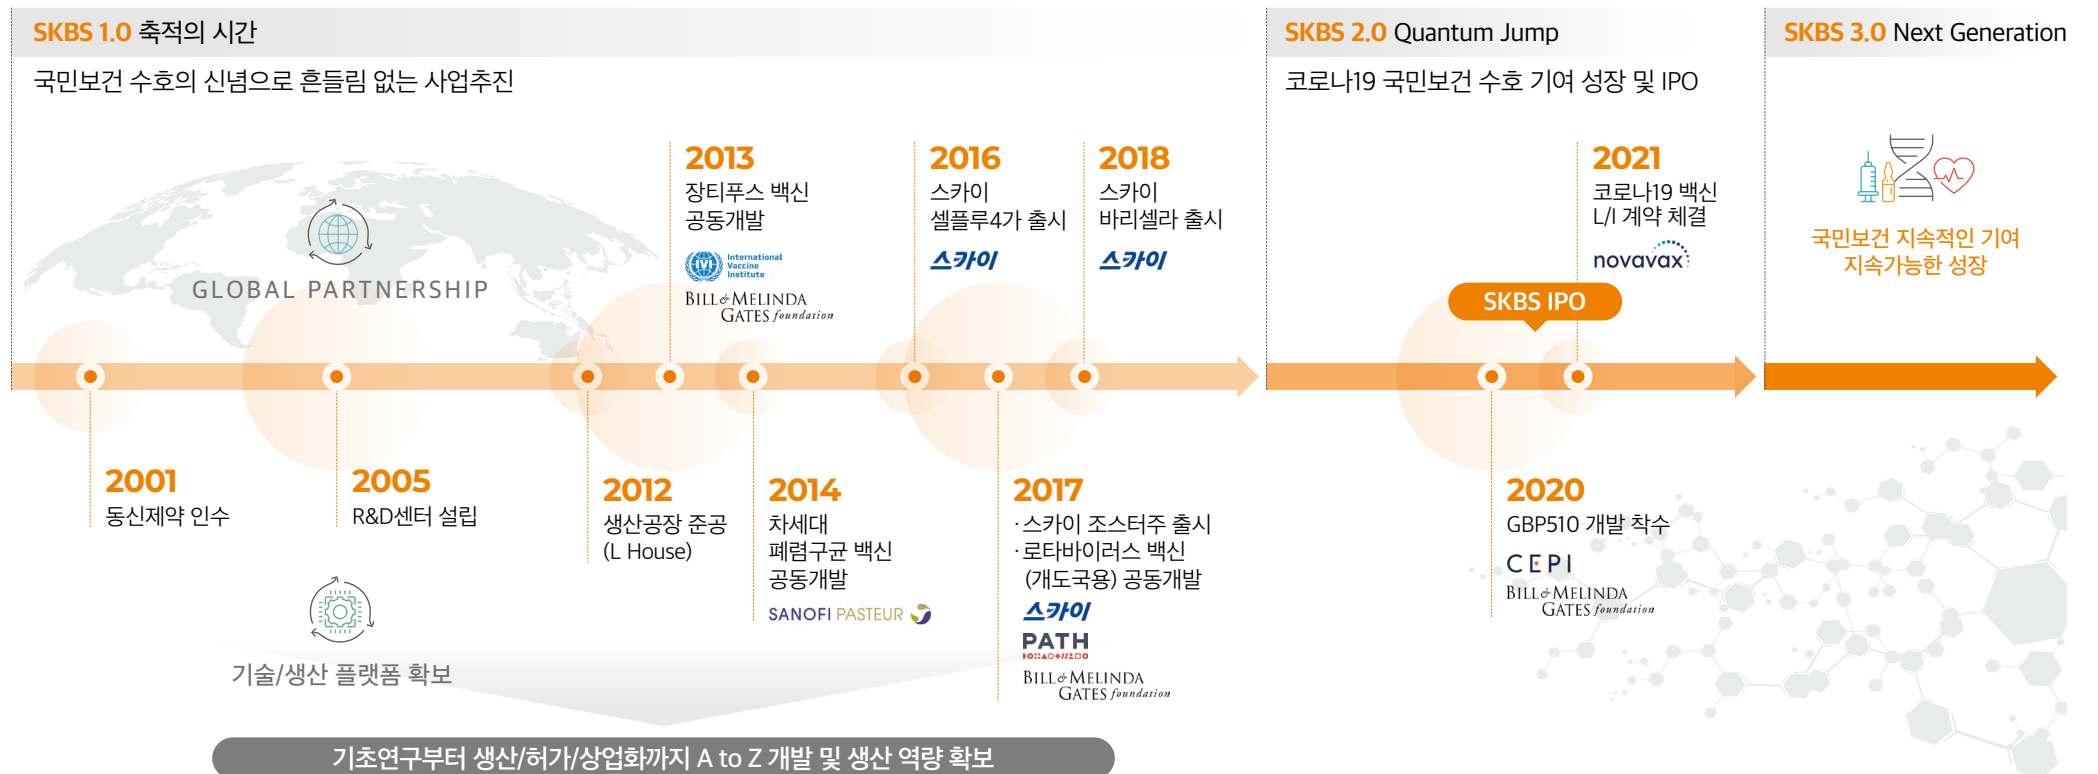 SKBS 1.0 축적의 시간
국민보건 수호의 신념으로 흔들림 없는 사업추진
GLOBAL PARTNERSHIP
2001
동신제약 인수
2005
R&D센터 설립
2012
생산공장 준공
(L House)
2013
장티푸스 백신
공동개발
IVI
International
Vaccine
Institute
BILL & MELINDA
GATES foundation
2014
차세대
폐렴구균 백신
공동개발
SANOFI PASTEUR
2016
스카이
셀플루4가 출시
스카이
2017
· 스카이 조스터주 출시
· 로타바이러스 백신
(개도국용) 공동개발
스카이
PATH
BILL & MELINDA
GATES foundation
2018
스카이
바리셀라 출시
스카이
기술/생산 플랫폼 확보
기초연구부터 생산/허가/상업화까지 A to Z 개발 및 생산 역량 확보
SKBS 2.0 Quantum Jump
코로나19 국민보건 수호 기여 성장 및 IPO
2020
GBP510 개발 착수
CEPI
BILL & MELINDA
GATES foundation
SKBS IPO
2021
코로나19 백신
L/I 계약 체결
novavax
SKBS 3.0 Next Generation
국민보건 지속적인 기여
지속가능한 성장